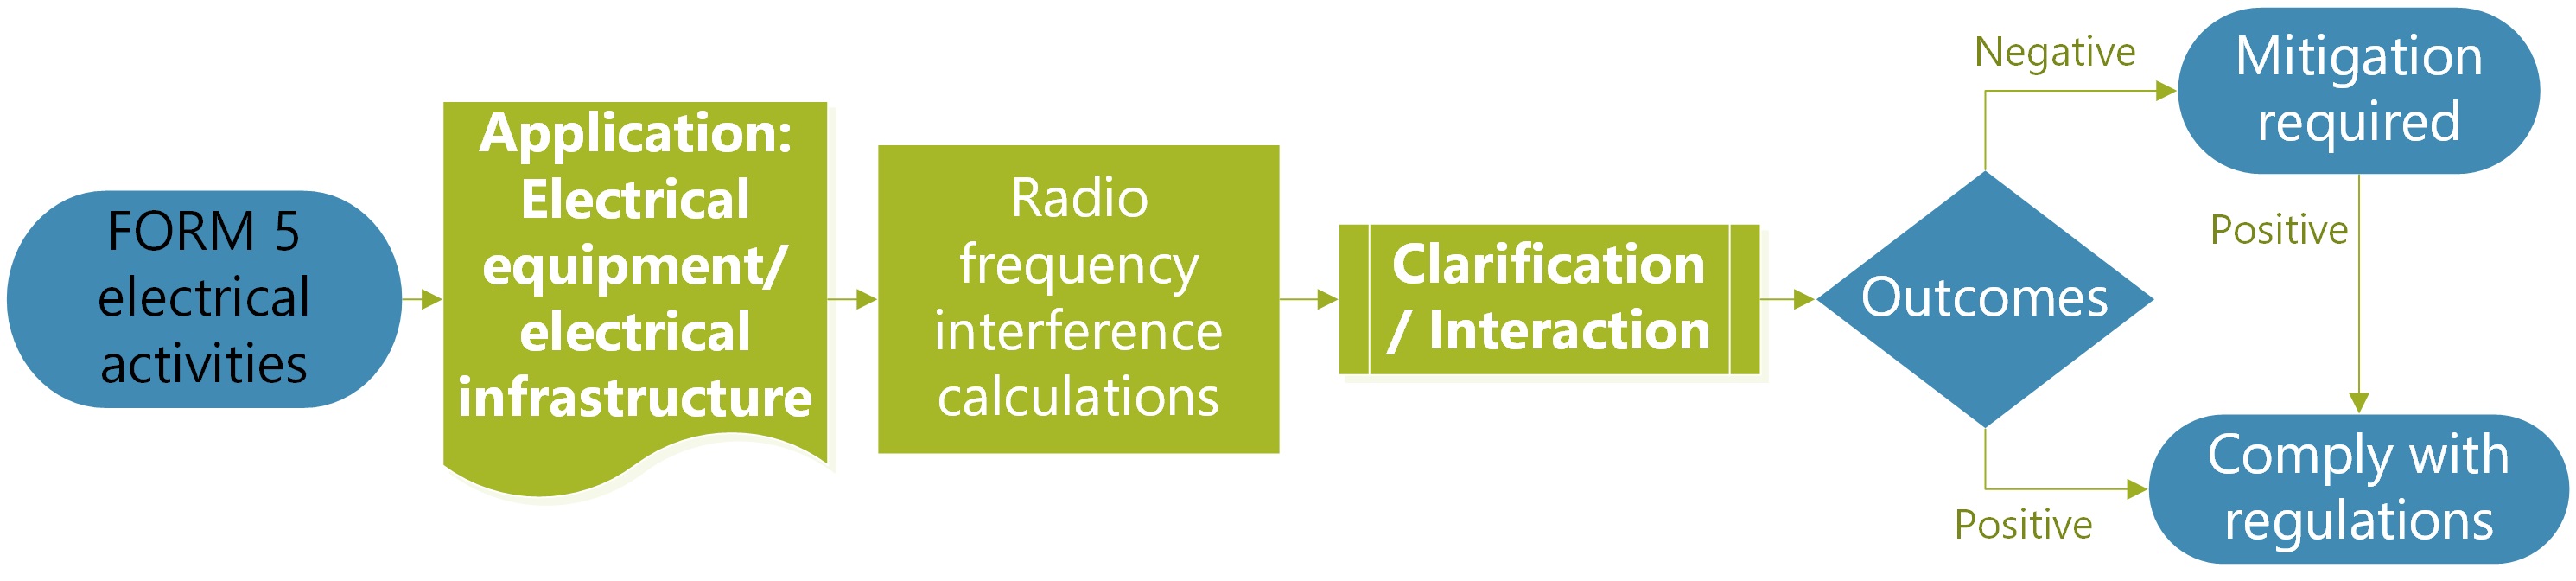 FORM 5
electrical
activities
Application:
Electrical
equipment/
electrical
infrastructure
Radio
frequency
interference
calculations
Clarification
/ Interaction
Outcomes
Negative
Mitigation
required
Positive
Positive
Comply with
regulations